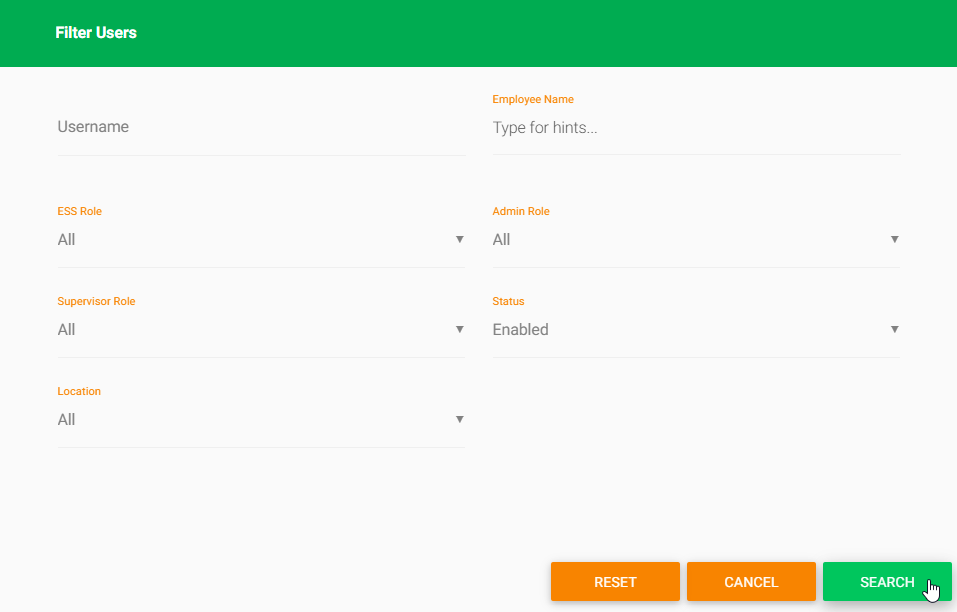 Filter Users
Username
Employee Name
Type for hints...
ESS Role
All
Admin Role
All
Supervisor Role
All
Status
Enabled
Location
All
RESET
CANCEL
SEARCH